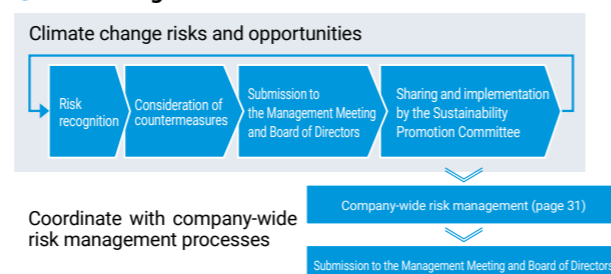 Climate change risks and opportunities
Risk
recognition
Consideration of
countermeasures
Submission to
the Management Meeting
and Board of Directors
Sharing and implementation
by the Sustainability
Promotion Committee
Company-wide risk management (page 31)
Coordinate with company-wide
risk management processes
Submission to the Management Meeting and Board of Directors